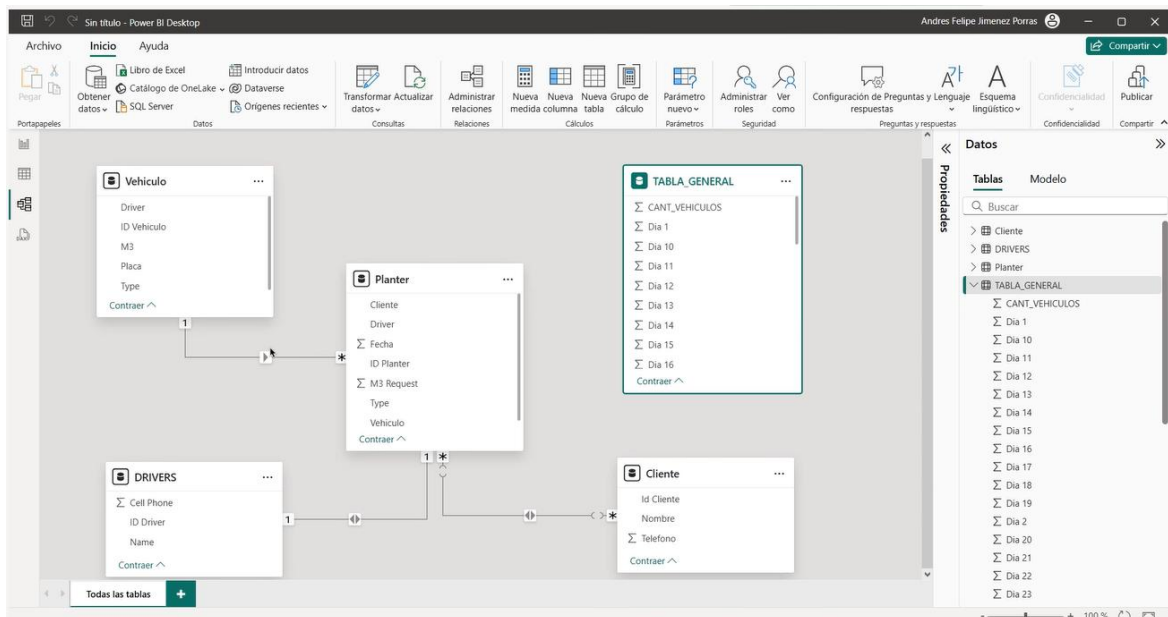 Sin título - Power BI Desktop
Andres Felipe Jimenez Porras
Archivo
Inicio
Ayuda
Compartir
Pegar
Obtener datos
Libro de Excel
Catálogo de OneLake
SQL Server
Introducir datos
Dataverse
Orígenes recientes
Transformar datos
Actualizar
Administrar relaciones
Nueva medida
Nueva columna
Nueva tabla
Grupo de cálculo
Parámetro nuevo
Administrar roles
Ver como
Configuración de Preguntas y respuestas
Lenguaje
Esquema lingüístico
Confidencialidad
Publicar
Portapapeles
Datos
Consultas
Relaciones
Cálculos
Parámetros
Seguridad
Preguntas y respuestas
Confidencialidad
Compartir
Vehiculo
Driver
ID Vehiculo
M3
Placa
Type
Contraer
1
*
Planter
Cliente
Driver
Fecha
ID Planter
M3 Request
Type
Vehiculo
Contraer
1 *
TABLA_GENERAL
CANT_VEHICULOS
Dia 1
Dia 10
Dia 11
Dia 12
Dia 13
Dia 14
Dia 15
Dia 16
Contraer
DRIVERS
Cell Phone
ID Driver
Name
Contraer
1
*
Cliente
Id Cliente
Nombre
Telefono
Contraer
Propiedades
Datos
Tablas
Modelo
Buscar
Cliente
DRIVERS
Planter
TABLA_GENERAL
CANT_VEHICULOS
Dia 1
Dia 10
Dia 11
Dia 12
Dia 13
Dia 14
Dia 15
Dia 16
Dia 17
Dia 18
Dia 19
Dia 2
Dia 20
Dia 21
Dia 22
Dia 23
Todas las tablas
+
- + 100 %